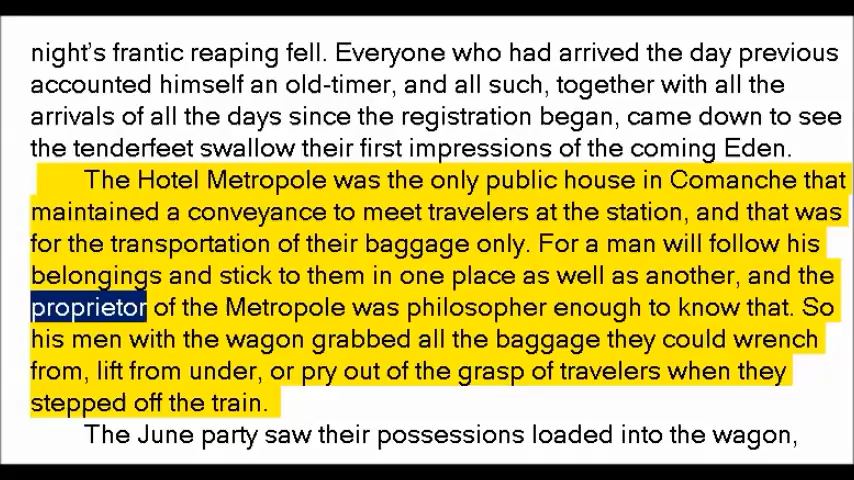 night's frantic reaping fell. Everyone who had arrived the day previous
accounted himself an old-timer, and all such, together with all the
arrivals of all the days since the registration began, came down to see
the tenderfeet swallow their first impressions of the coming Eden.
The Hotel Metropole was the only public house in Comanche that
maintained a conveyance to meet travelers at the station, and that was
for the transportation of their baggage only. For a man will follow his
belongings and stick to them in one place as well as another, and the
proprietor of the Metropole was philosopher enough to know that. So
his men with the wagon grabbed all the baggage they could wrench
from, lift from under, or pry out of the grasp of travelers when they
stepped off the train.
The June party saw their possessions loaded into the wagon,